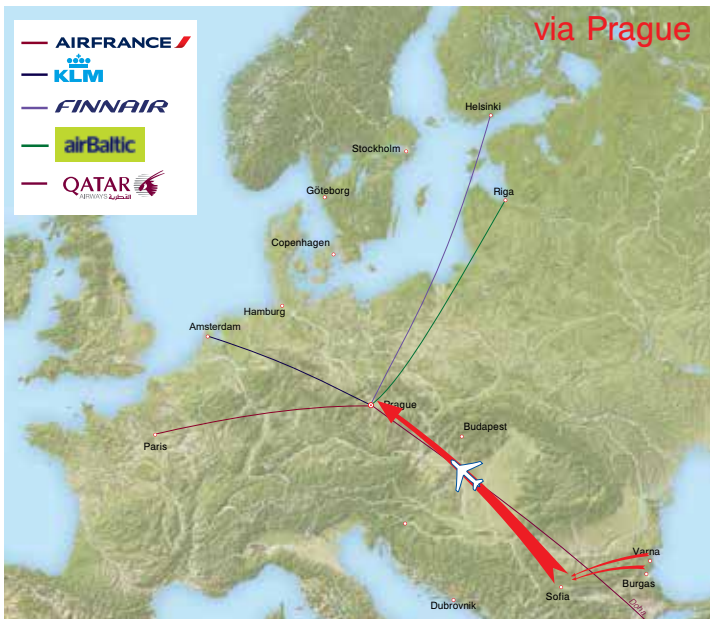 via Prague
AIRFRANCE
KLM
FINNAIR
airBaltic
QATAR
AIRWAYS القطرية
Helsinki
Stockholm
Göteborg
Riga
Copenhagen
Hamburg
Amsterdam
Prague
Paris
Budapest
Varna
Burgas
Sofia
Dubrovnik
Doha